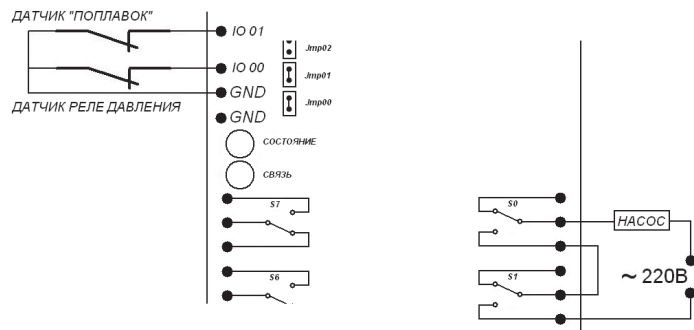 ДАТЧИК "ПОПЛАВОК"
IO 01
Jmp02
IO 00
Jmp01
GND
Jmp00
ДАТЧИК РЕЛЕ ДАВЛЕНИЯ
GND
СОСТОЯНИЕ
СВЯЗЬ
S7
S0
НАСОС
S6
S1
~ 220В